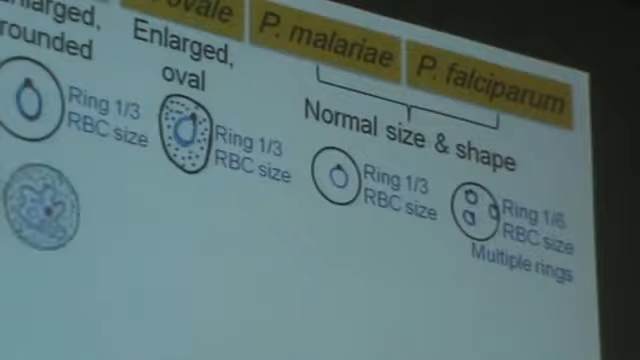 ovale
P. malariae
P. falciparum
nlarged,
rounded
Enlarged,
oval
Normal size & shape
Ring 1/3
RBC size
Ring 1/3
RBC size
Ring 1/3
RBC size
Ring 1/6
RBC size
Multiple rings